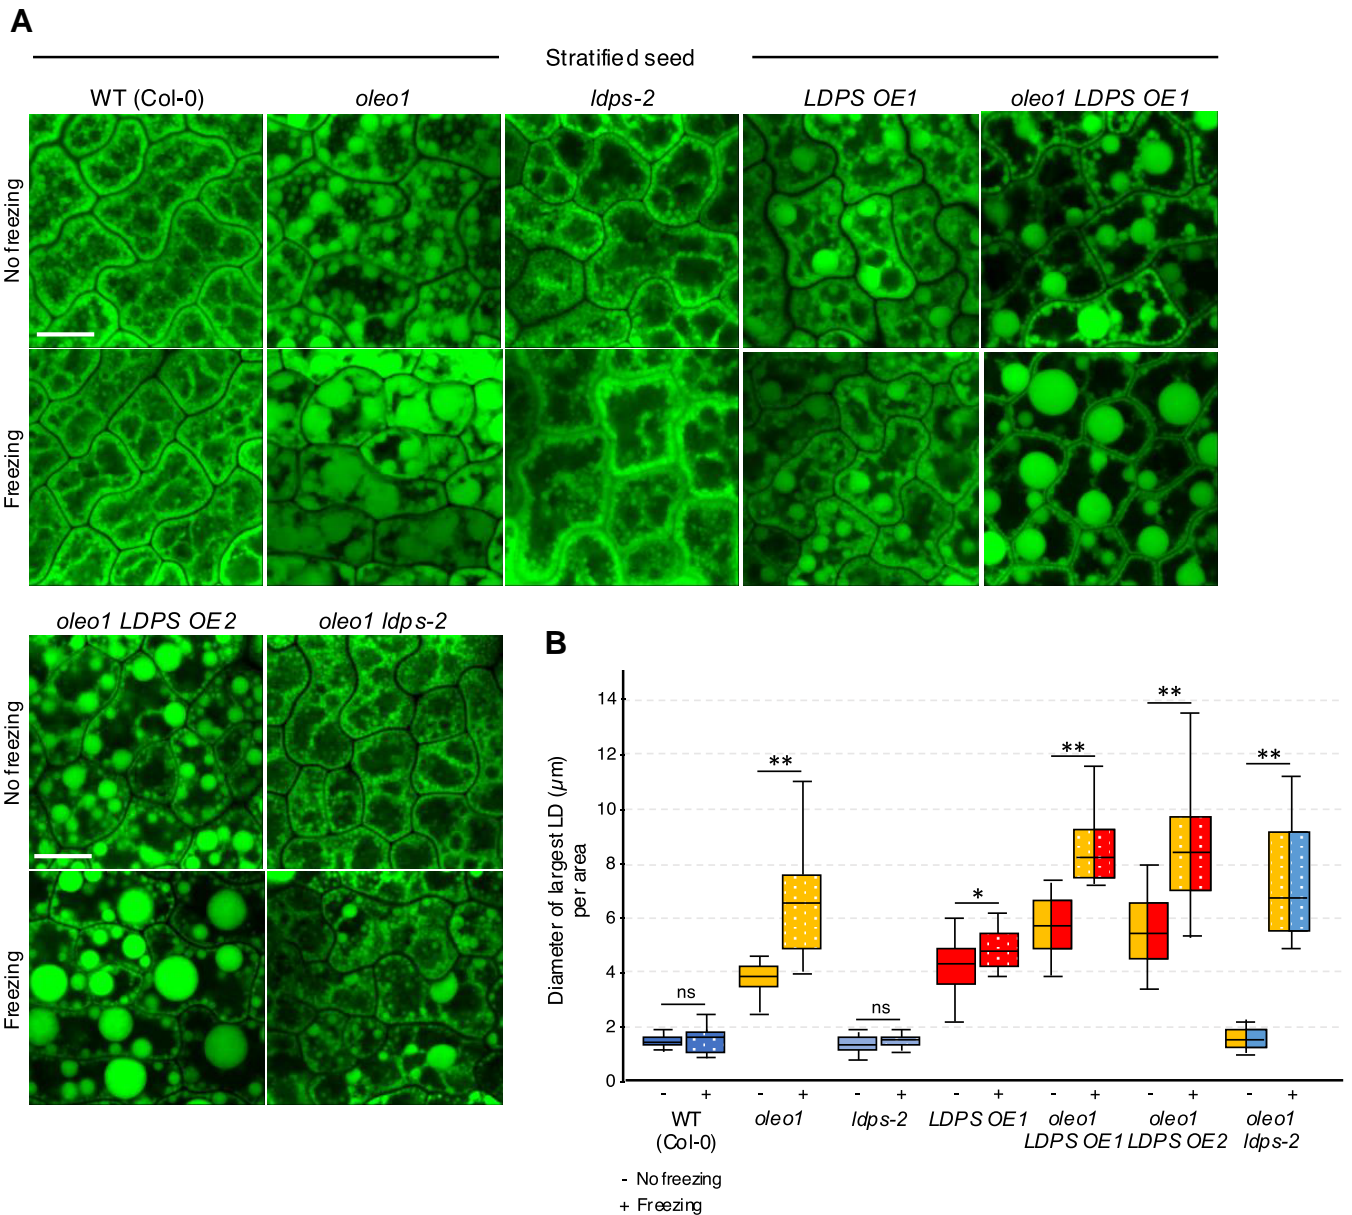 A
Stratified seed
WT (Col-0)
oleo1
ldps-2
LDPS OE1
oleo1 LDPS OE1
No freezing
Freezing
oleo1 LDPS OE2
oleo1 ldps-2
No freezing
Freezing
B
Diameter of largest LD (µm)
per area
14
12
10
8
6
4
2
0
ns
**
ns
*
**
**
**
- + - + - + - + - + - + - +
WT
(Col-0)
oleo1
ldps-2
LDPS OE1
oleo1
LDPS OE1
oleo1
LDPS OE2
oleo1
ldps-2
- No freezing
+ Freezing